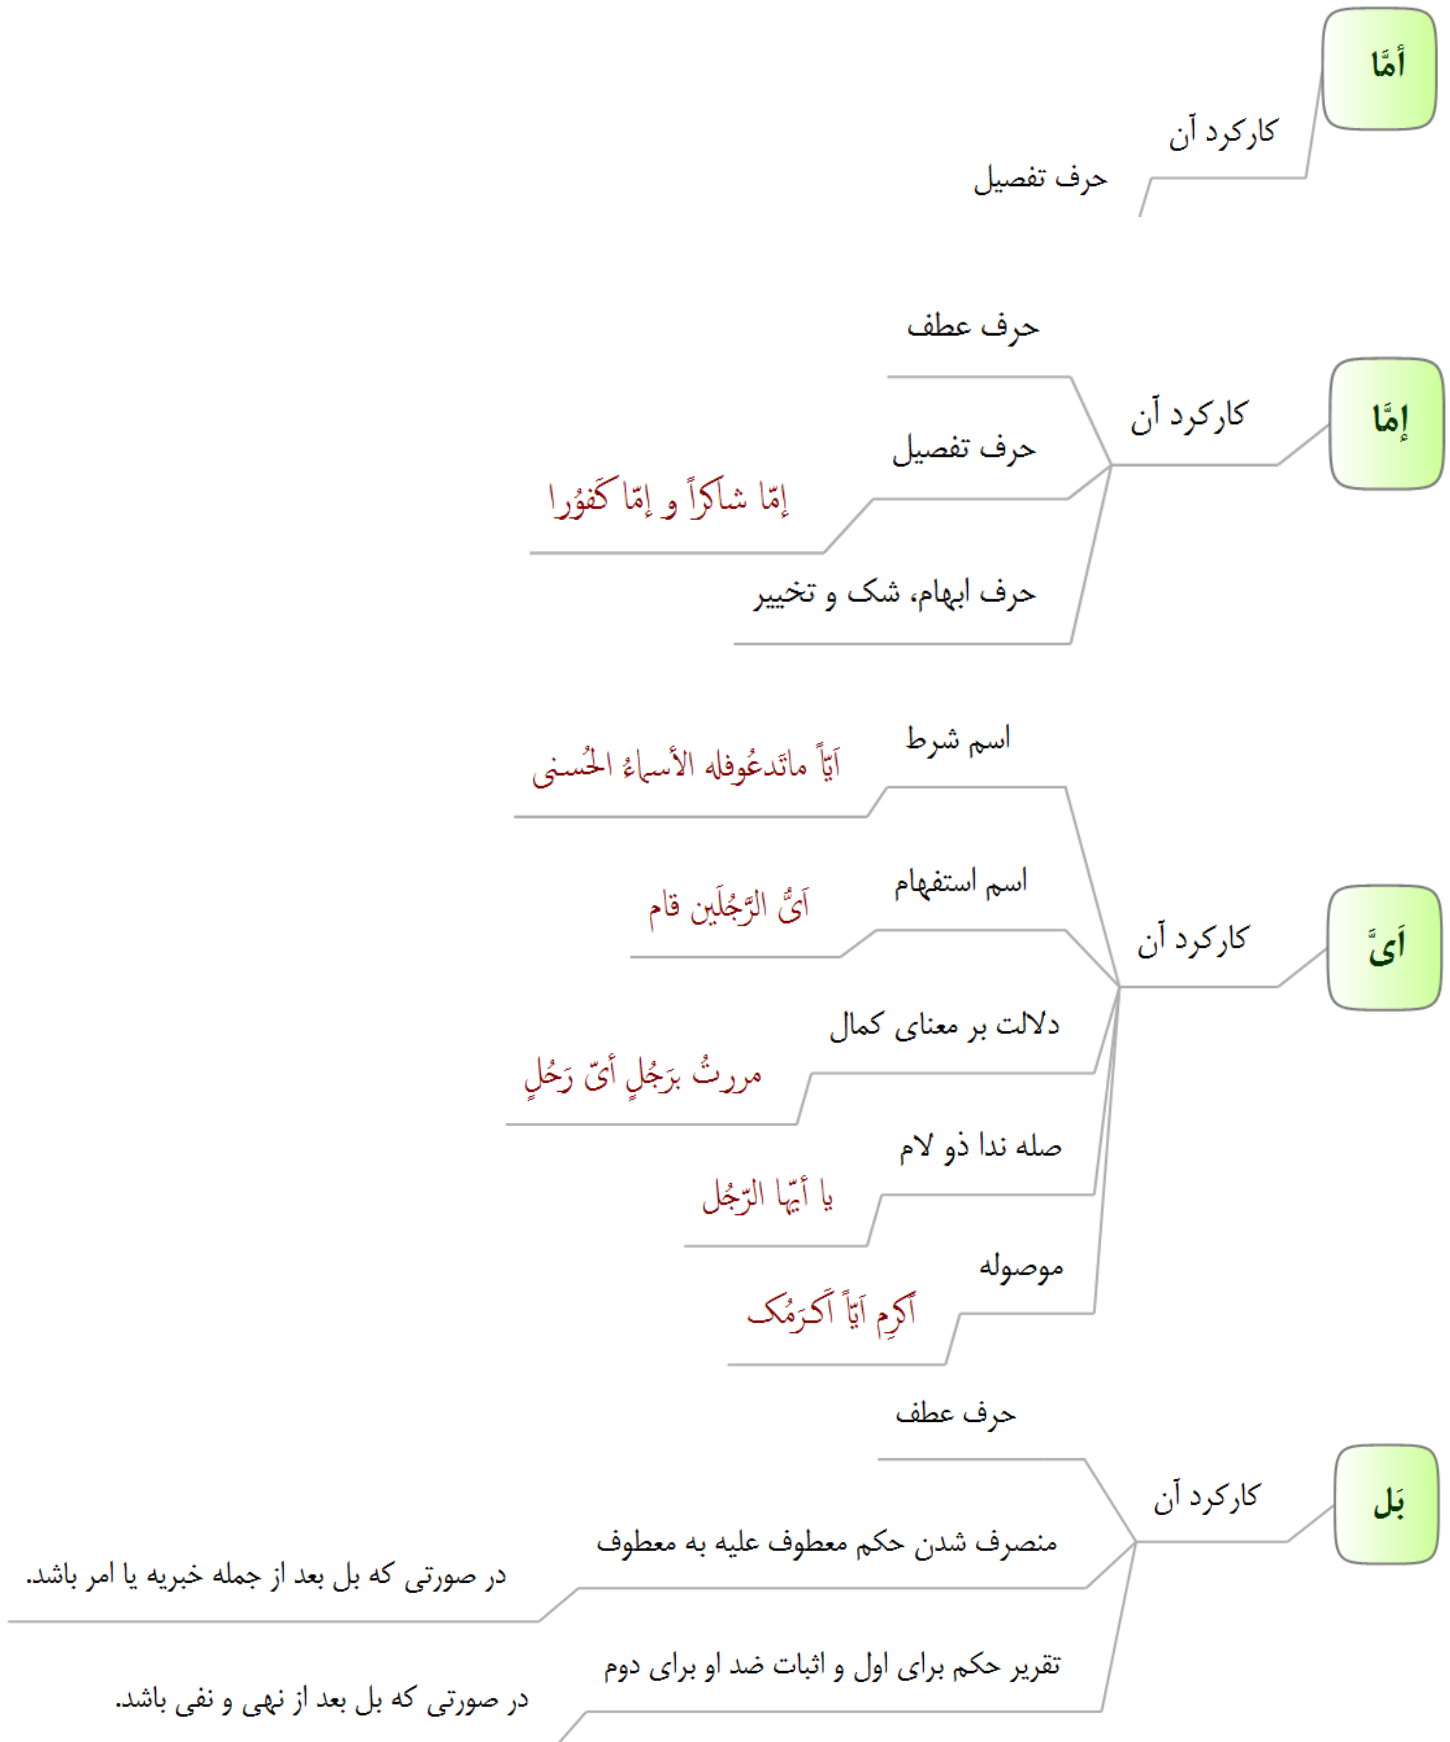 أمَّا
کارکرد آن
حرف تفصیل
إمَّا
کارکرد آن
حرف عطف
حرف تفصیل
إمّا شاکراً و إمّا کَفوُرا
حرف ابهام، شک و تخییر
اَیَّ
کارکرد آن
اسم شرط
اَیّاً ماتَدعُوفله الأسماءُ الحُسنی
اسم استفهام
اَیُّ الرَّجُلَین قام
دلالت بر معنای کمال
مررتُ برَجُلٍ أیّ رَحُلٍ
صله ندا ذو لام
یا أیّها الرّجُل
موصوله
اَکرِم اَیّاً اَکرَمُک
بَل
کارکرد آن
حرف عطف
منصرف شدن حکم معطوف علیه به معطوف
در صورتی که بل بعد از جمله خبریه یا امر باشد.
تقریر حکم برای اول و اثبات ضد او برای دوم
در صورتی که بل بعد از نهی و نفی باشد.